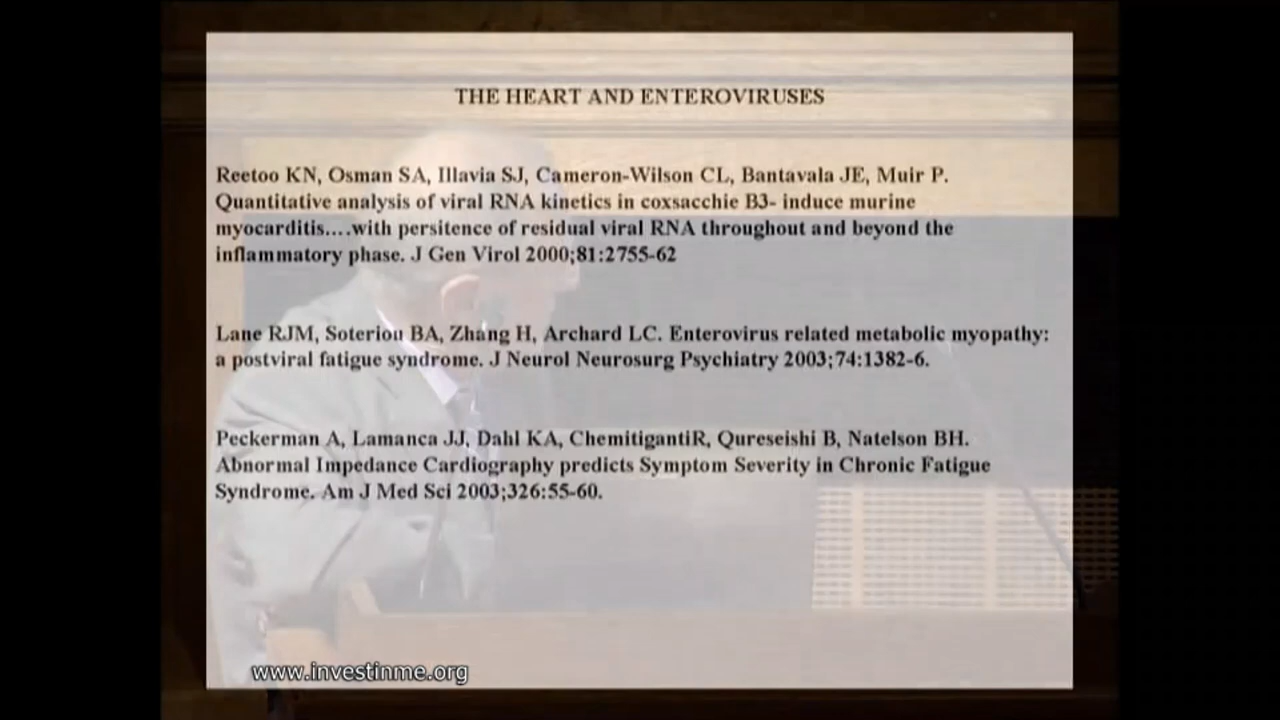 THE HEART AND ENTEROVIRUSES
Reetoo KN, Osman SA, Illavia SJ, Cameron-Wilson CL, Bantavala JE, Muir P.
Quantitative analysis of viral RNA kinetics in coxsacchie B3- induce murine
myocarditis....with persitence of residual viral RNA throughout and beyond the
inflammatory phase. J Gen Virol 2000;81:2755-62
Lane RJM, Soteriou BA, Zhang H, Archard LC. Enterovirus related metabolic myopathy:
a postviral fatigue syndrome. J Neurol Neurosurg Psychiatry 2003;74:1382-6.
Peckerman A, Lamanca JJ, Dahl KA, ChemitigantiR, Qureseishi B, Natelson BH.
Abnormal Impedance Cardiography predicts Symptom Severity in Chronic Fatigue
Syndrome. Am J Med Sci 2003;326:55-60.
www.investinme.org